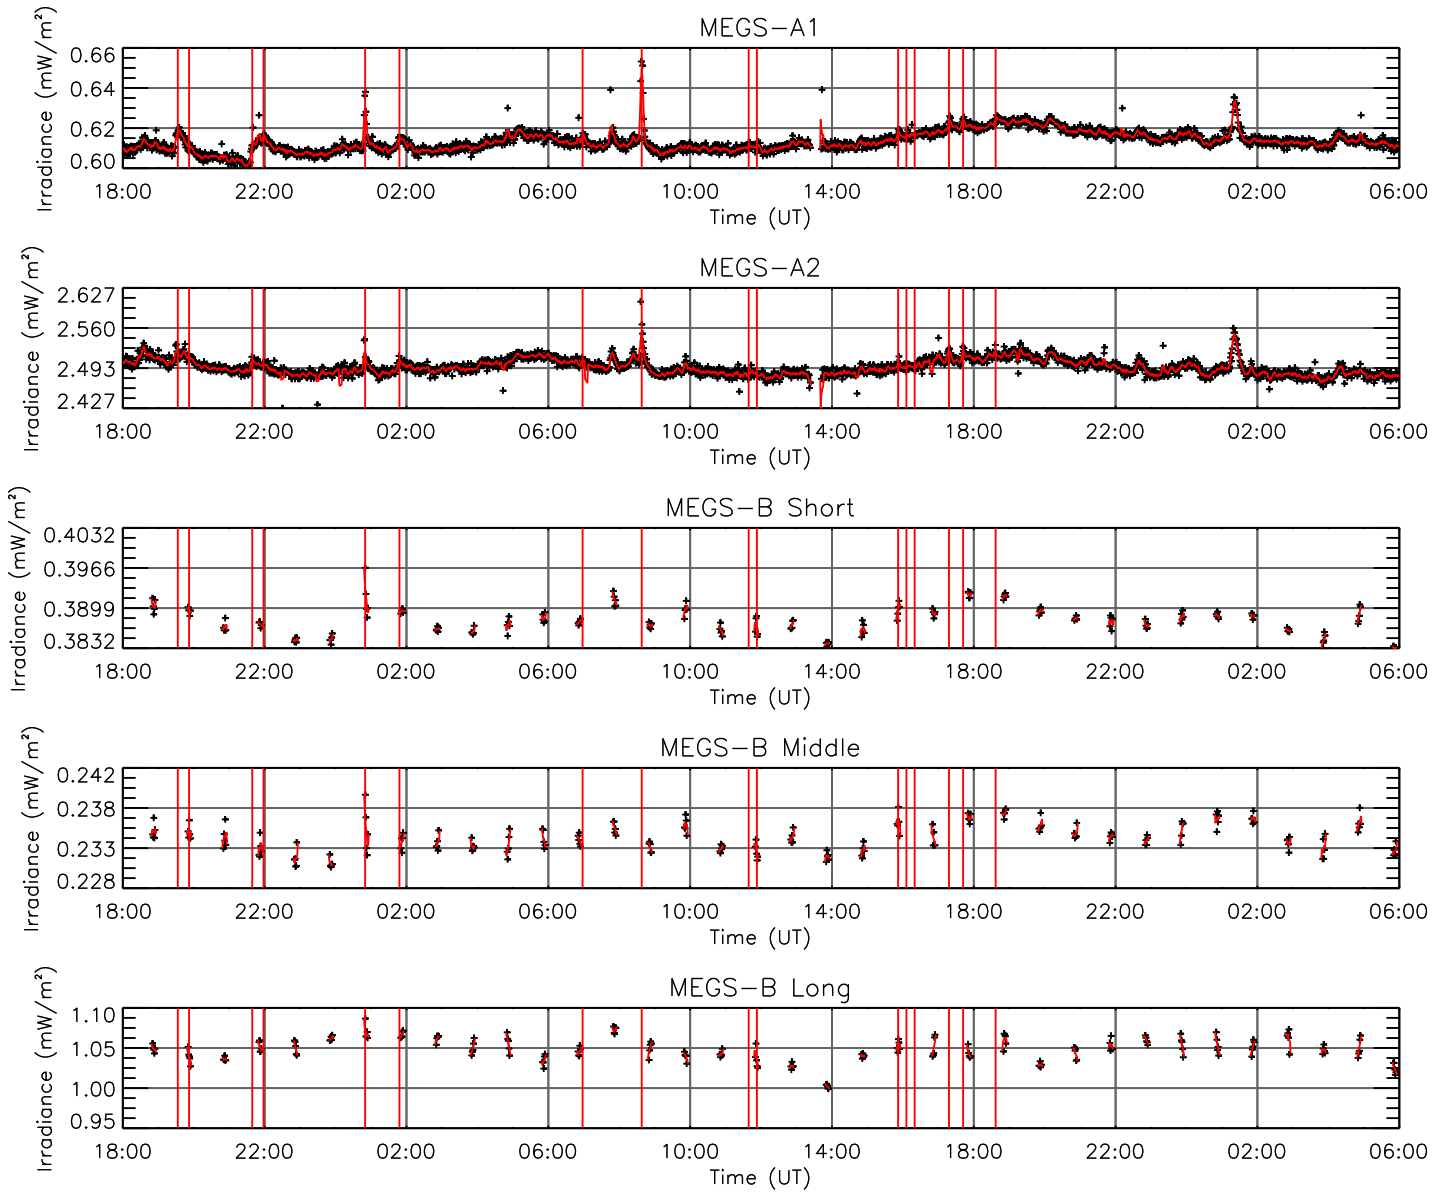 MEGS-A1
Irradiance (mW/m²)
0.66
0.64
0.62
0.60
18:00 22:00 02:00 06:00 10:00 14:00 18:00 22:00 02:00 06:00
Time (UT)
MEGS-A2
Irradiance (mW/m²)
2.627
2.560
2.493
2.427
18:00 22:00 02:00 06:00 10:00 14:00 18:00 22:00 02:00 06:00
Time (UT)
MEGS-B Short
Irradiance (mW/m²)
0.4032
0.3966
0.3899
0.3832
18:00 22:00 02:00 06:00 10:00 14:00 18:00 22:00 02:00 06:00
Time (UT)
MEGS-B Middle
Irradiance (mW/m²)
0.242
0.238
0.233
0.228
18:00 22:00 02:00 06:00 10:00 14:00 18:00 22:00 02:00 06:00
Time (UT)
MEGS-B Long
Irradiance (mW/m²)
1.10
1.05
1.00
0.95
18:00 22:00 02:00 06:00 10:00 14:00 18:00 22:00 02:00 06:00
Time (UT)